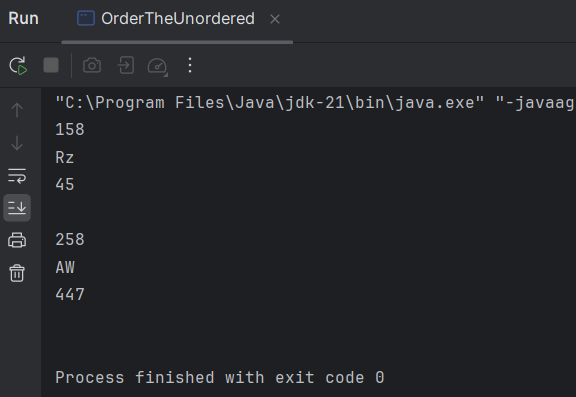 Run
OrderTheUnordered
"C:\Program Files\Java\jdk-21\bin\java.exe" "-javaag
158
Rz
45
258
AW
447
Process finished with exit code 0